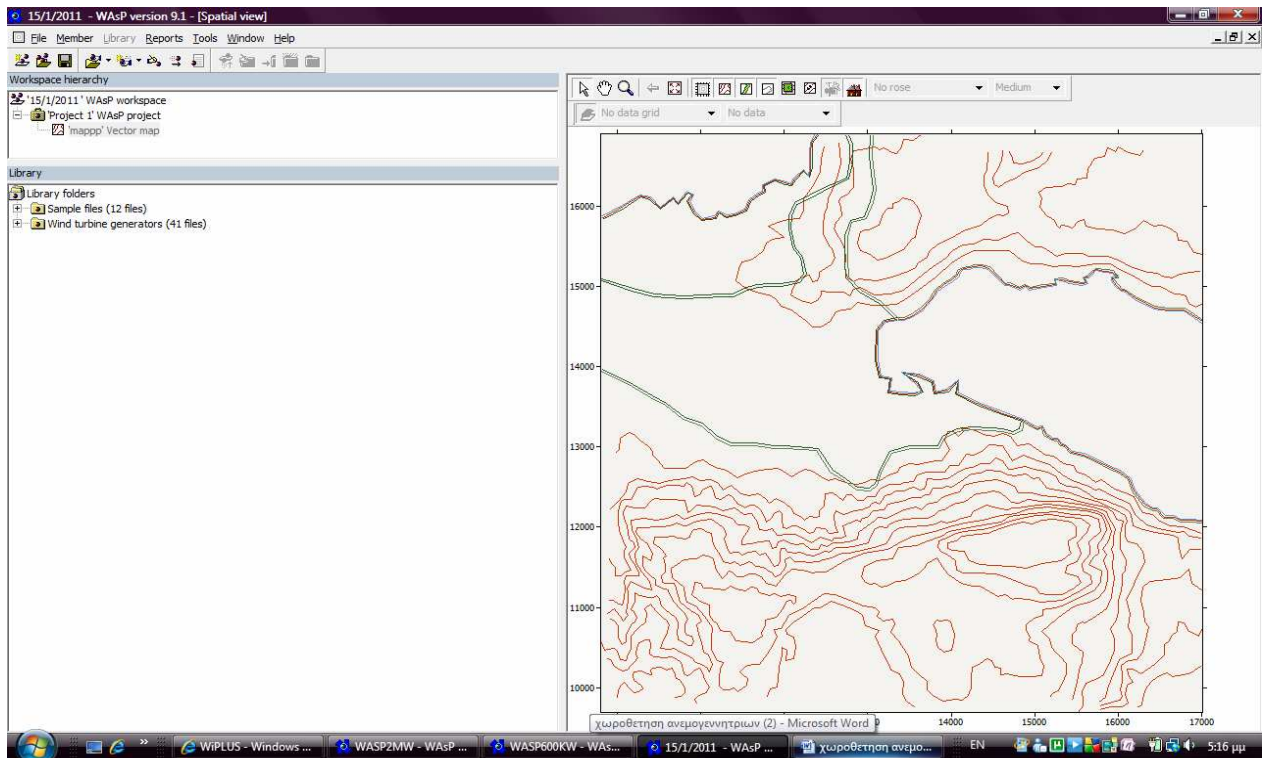 15/1/2011 - WAsP version 9.1 - [Spatial view]
File Member Library Reports Tools Window Help
Workspace hierarchy
'15/1/2011' WAsP workspace
'Project 1' WAsP project
'mappp' Vector map
Library
Library folders
Sample files (12 files)
Wind turbine generators (41 files)
No rose Medium
No data grid No data
16000
15000
14000
13000
12000
11000
10000
14000 15000 16000 17000
χωροθετηση ανεμογεννητριων (2) - Microsoft Word
WiPLUS - Windows ... WASP2MW - WAsP ... WASP600KW - WAs... 15/1/2011 - WAsP ... χωροθετηση ανεμο... EN 5:16 μμ